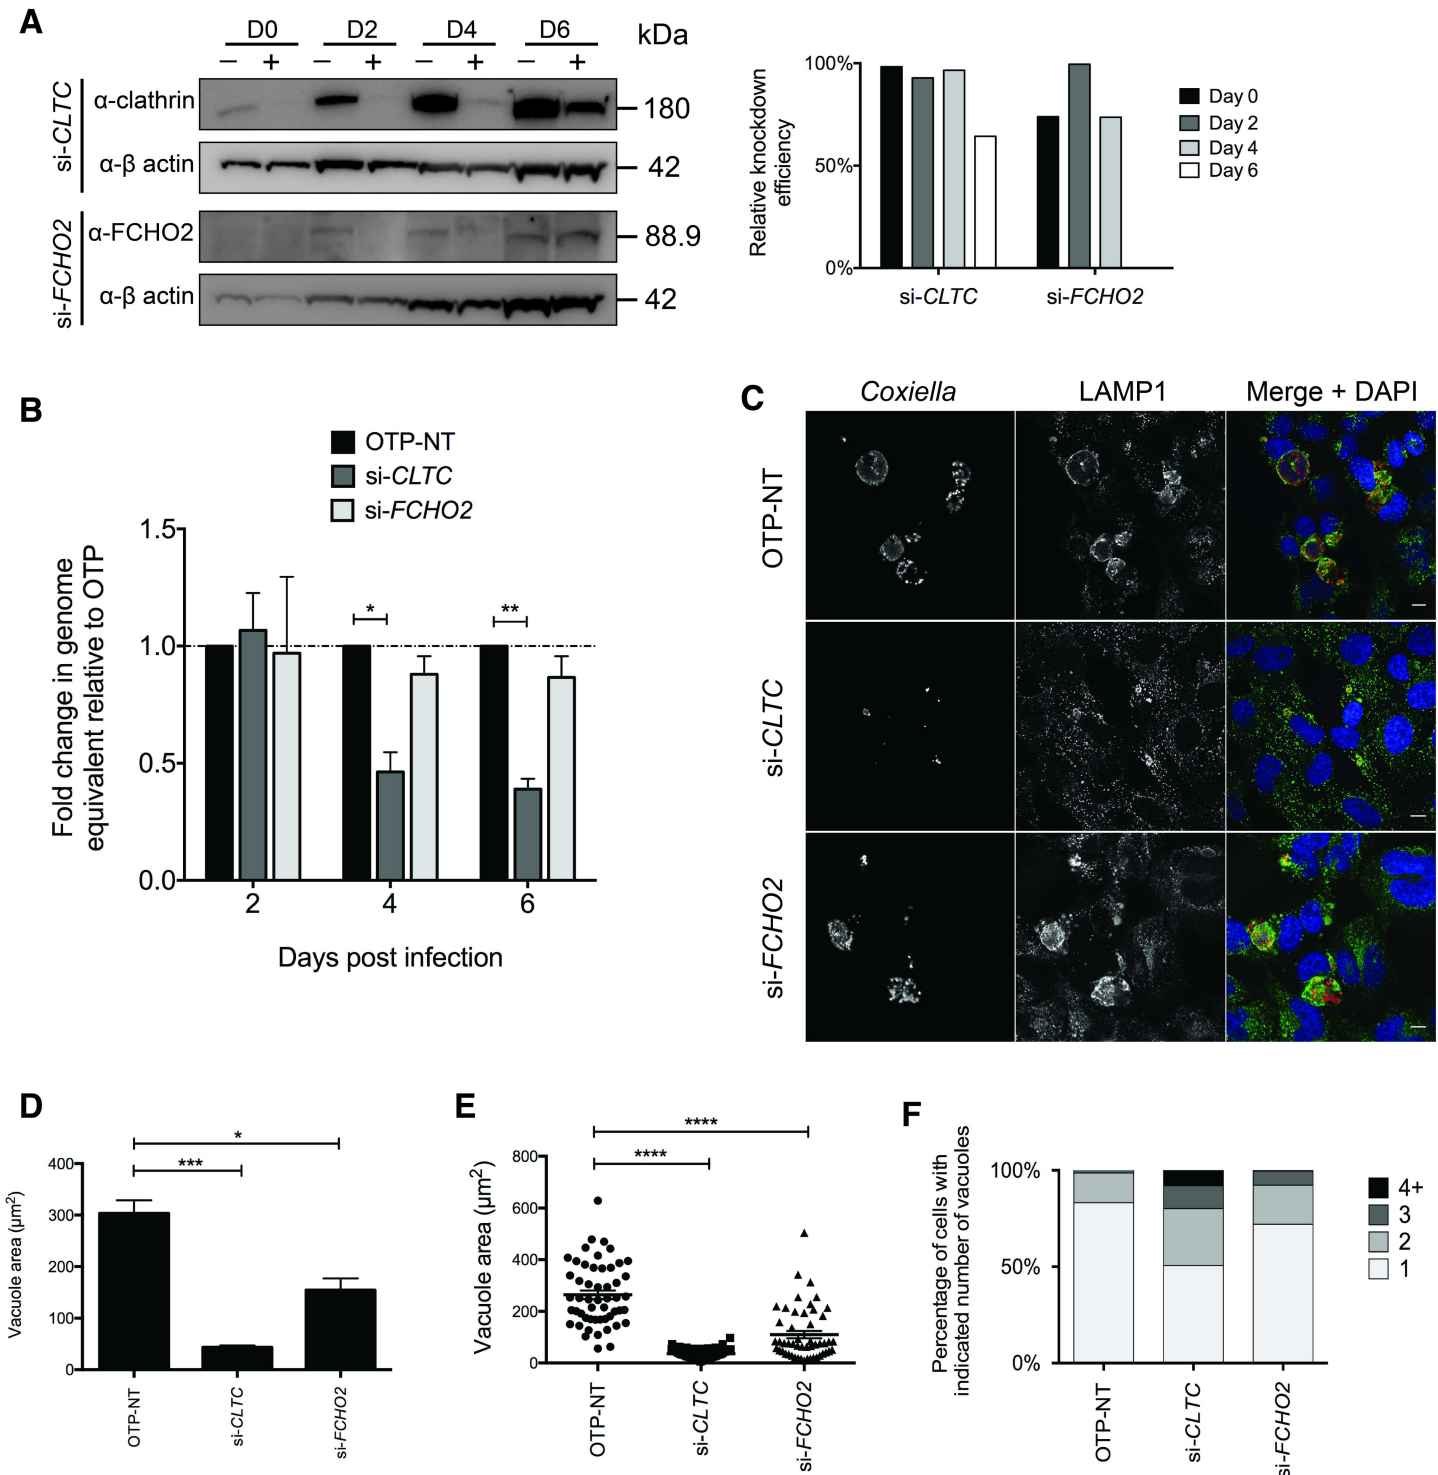 A
D0 D2 D4 D6 kDa
– + – + – + – +
si-CLTC
α-clathrin
180
α-β actin
42
si-FCHO2
α-FCHO2
88.9
α-β actin
42
Relative knockdown
efficiency
100%
50%
0%
si-CLTC si-FCHO2
Day 0
Day 2
Day 4
Day 6
B
OTP-NT
si-CLTC
si-FCHO2
Fold change in genome
equivalent relative to OTP
1.5
1.0
0.5
0.0
* **
2 4 6
Days post infection
C
Coxiella LAMP1 Merge + DAPI
OTP-NT
si-CLTC
si-FCHO2
D
*
***
Vacuole area (µm2)
400
300
200
100
0
OTP-NT si-CLTC si-FCHO2
E
****
****
Vacuole area (µm2)
800
600
400
200
0
OTP-NT si-CLTC si-FCHO2
F
Percentage of cells with
indicated number of vacuoles
100%
50%
0%
OTP-NT si-CLTC si-FCHO2
4+
3
2
1